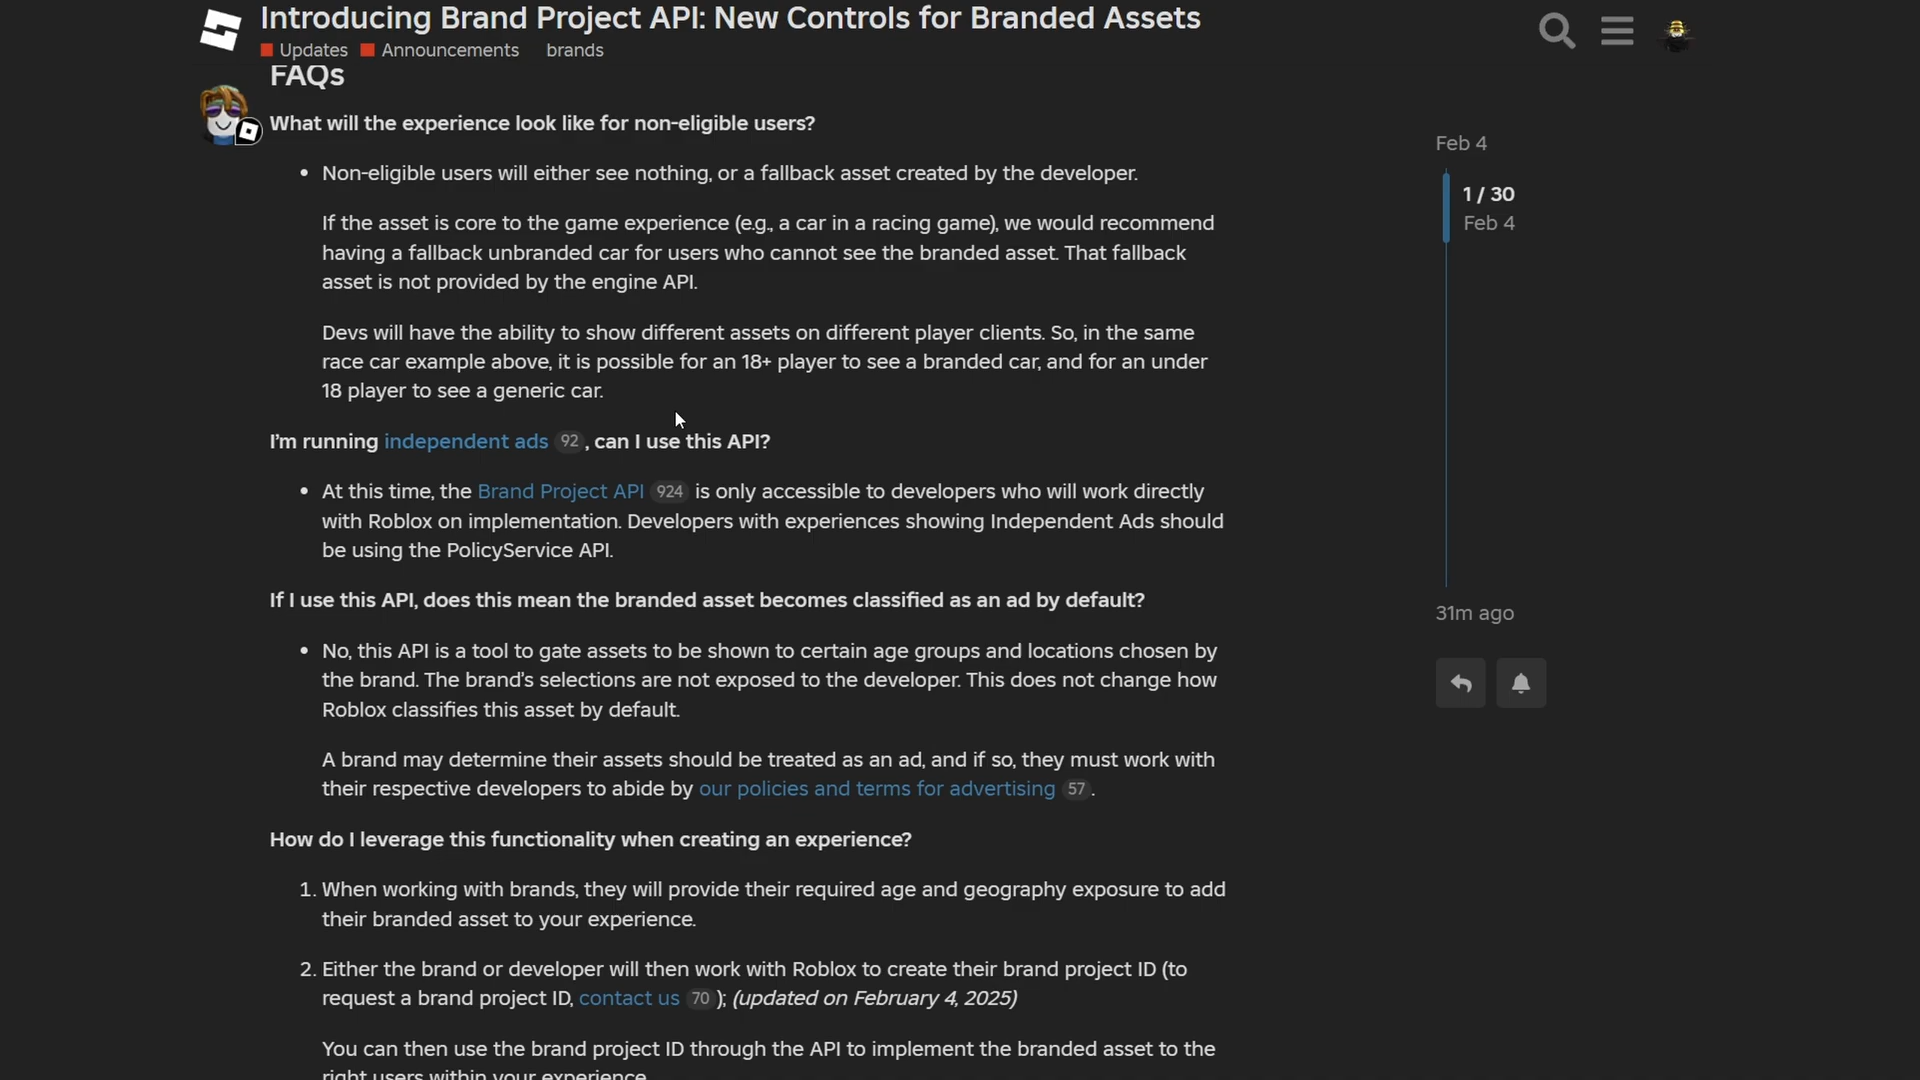 Introducing Brand Project API: New Controls for Branded Assets
Updates Announcements brands
FAQs
What will the experience look like for non-eligible users?
• Non-eligible users will either see nothing, or a fallback asset created by the developer.
If the asset is core to the game experience (e.g., a car in a racing game), we would recommend
having a fallback unbranded car for users who cannot see the branded asset. That fallback
asset is not provided by the engine API.
Devs will have the ability to show different assets on different player clients. So, in the same
race car example above, it is possible for an 18+ player to see a branded car, and for an under
18 player to see a generic car.
I'm running independent ads 92 , can I use this API?
• At this time, the Brand Project API 924 is only accessible to developers who will work directly
with Roblox on implementation. Developers with experiences showing Independent Ads should
be using the PolicyService API.
If I use this API, does this mean the branded asset becomes classified as an ad by default?
• No, this API is a tool to gate assets to be shown to certain age groups and locations chosen by
the brand. The brand's selections are not exposed to the developer. This does not change how
Roblox classifies this asset by default.
A brand may determine their assets should be treated as an ad, and if so, they must work with
their respective developers to abide by our policies and terms for advertising 57 .
How do I leverage this functionality when creating an experience?
1. When working with brands, they will provide their required age and geography exposure to add
their branded asset to your experience.
2. Either the brand or developer will then work with Roblox to create their brand project ID (to
request a brand project ID, contact us 70 ); (updated on February 4, 2025)
You can then use the brand project ID through the API to implement the branded asset to the
right users within your experience.
Feb 4
1 / 30
Feb 4
31m ago